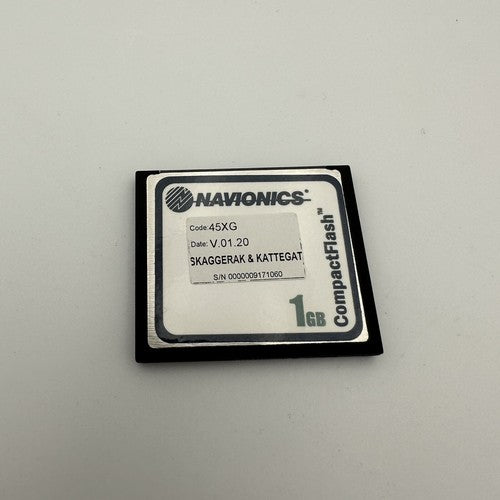 NAVIONICS
Code: 45XG
Date: V.01.20
SKAGGERAK & KATTEGAT
S/N 0000009171060
1GB
CompactFlash™